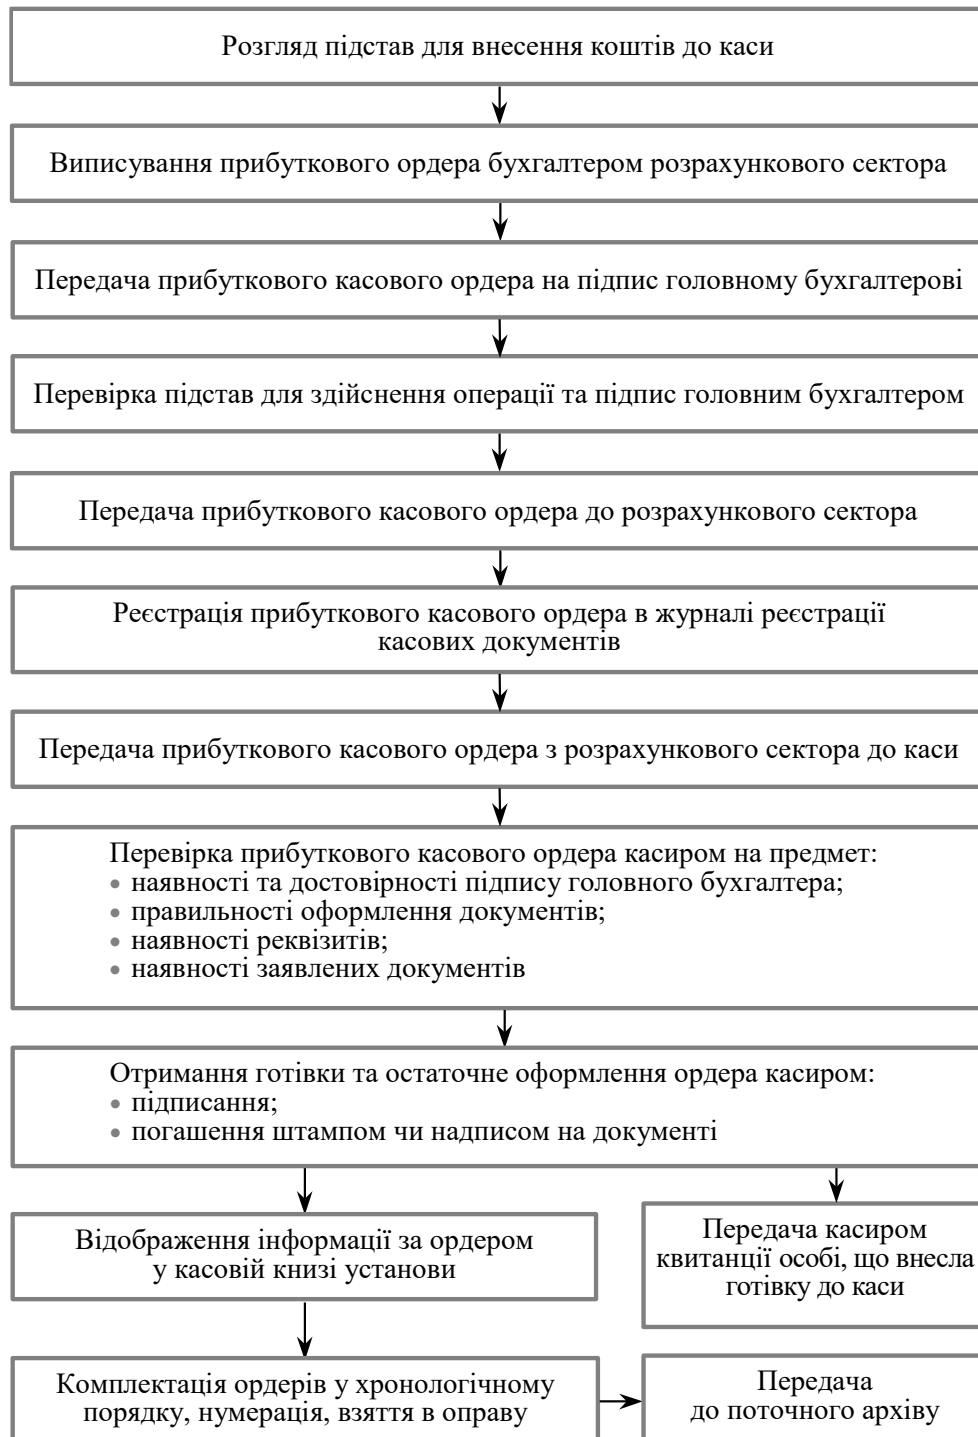 Розгляд підстав для внесення коштів до каси
Виписування прибуткового ордера бухгалтером розрахункового сектора
Передача прибуткового касового ордера на підпис головному бухгалтерові
Перевірка підстав для здійснення операції та підпис головним бухгалтером
Передача прибуткового касового ордера до розрахункового сектора
Реєстрація прибуткового касового ордера в журналі реєстрації
касових документів
Передача прибуткового касового ордера з розрахункового сектора до каси
Перевірка прибуткового касового ордера касиром на предмет:
• наявності та достовірності підпису головного бухгалтера;
• правильності оформлення документів;
• наявності реквізитів;
• наявності заявлених документів
Отримання готівки та остаточне оформлення ордера касиром:
• підписання;
• погашення штампом чи надписом на документі
Відображення інформації за ордером
у касовій книзі установи
Передача касиром
квитанції особі, що внесла
готівку до каси
Комплектація ордерів у хронологічному
порядку, нумерація, взяття в оправу
Передача
до поточного архіву